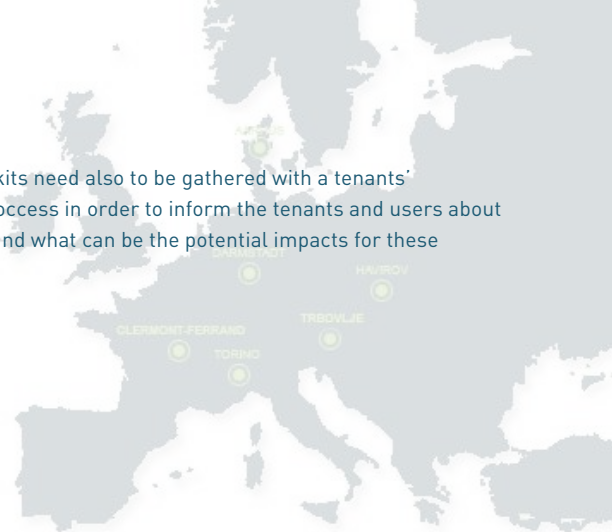 kits need also to be gathered with a tenants'
occess in order to inform the tenants and users about
nd what can be the potential impacts for these
DARMSTADT
HAVIROV
TRBOVLJE
CLERMONT-FERRAND
TORINO